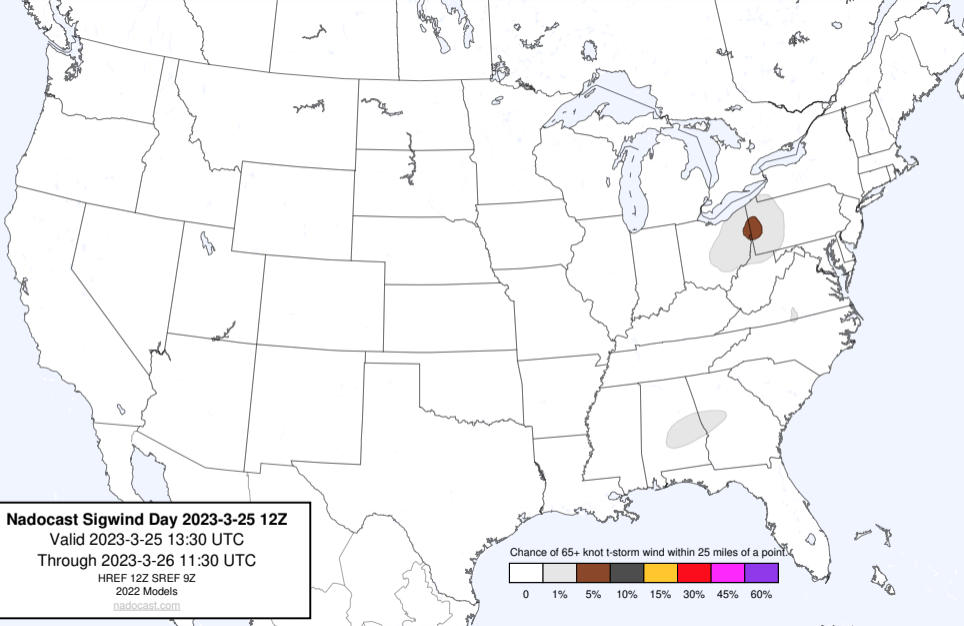 Nadocast Sigwind Day 2023-3-25 12Z
Valid 2023-3-25 13:30 UTC
Through 2023-3-26 11:30 UTC
HREF 12Z SREF 9Z
2022 Models
nadocast.com
Chance of 65+ knot t-storm wind within 25 miles of a point.
0 1% 5% 10% 15% 30% 45% 60%